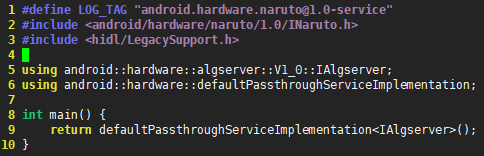 1 #define LOG_TAG "android.hardware.naruto@1.0-service"
2 #include <android/hardware/naruto/1.0/INaruto.h>
3 #include <hidl/LegacySupport.h>
4
5 using android::hardware::algserver::V1_0::IAlgserver;
6 using android::hardware::defaultPassthroughServiceImplementation;
7
8 int main() {
9     return defaultPassthroughServiceImplementation<IAlgserver>();
10 }